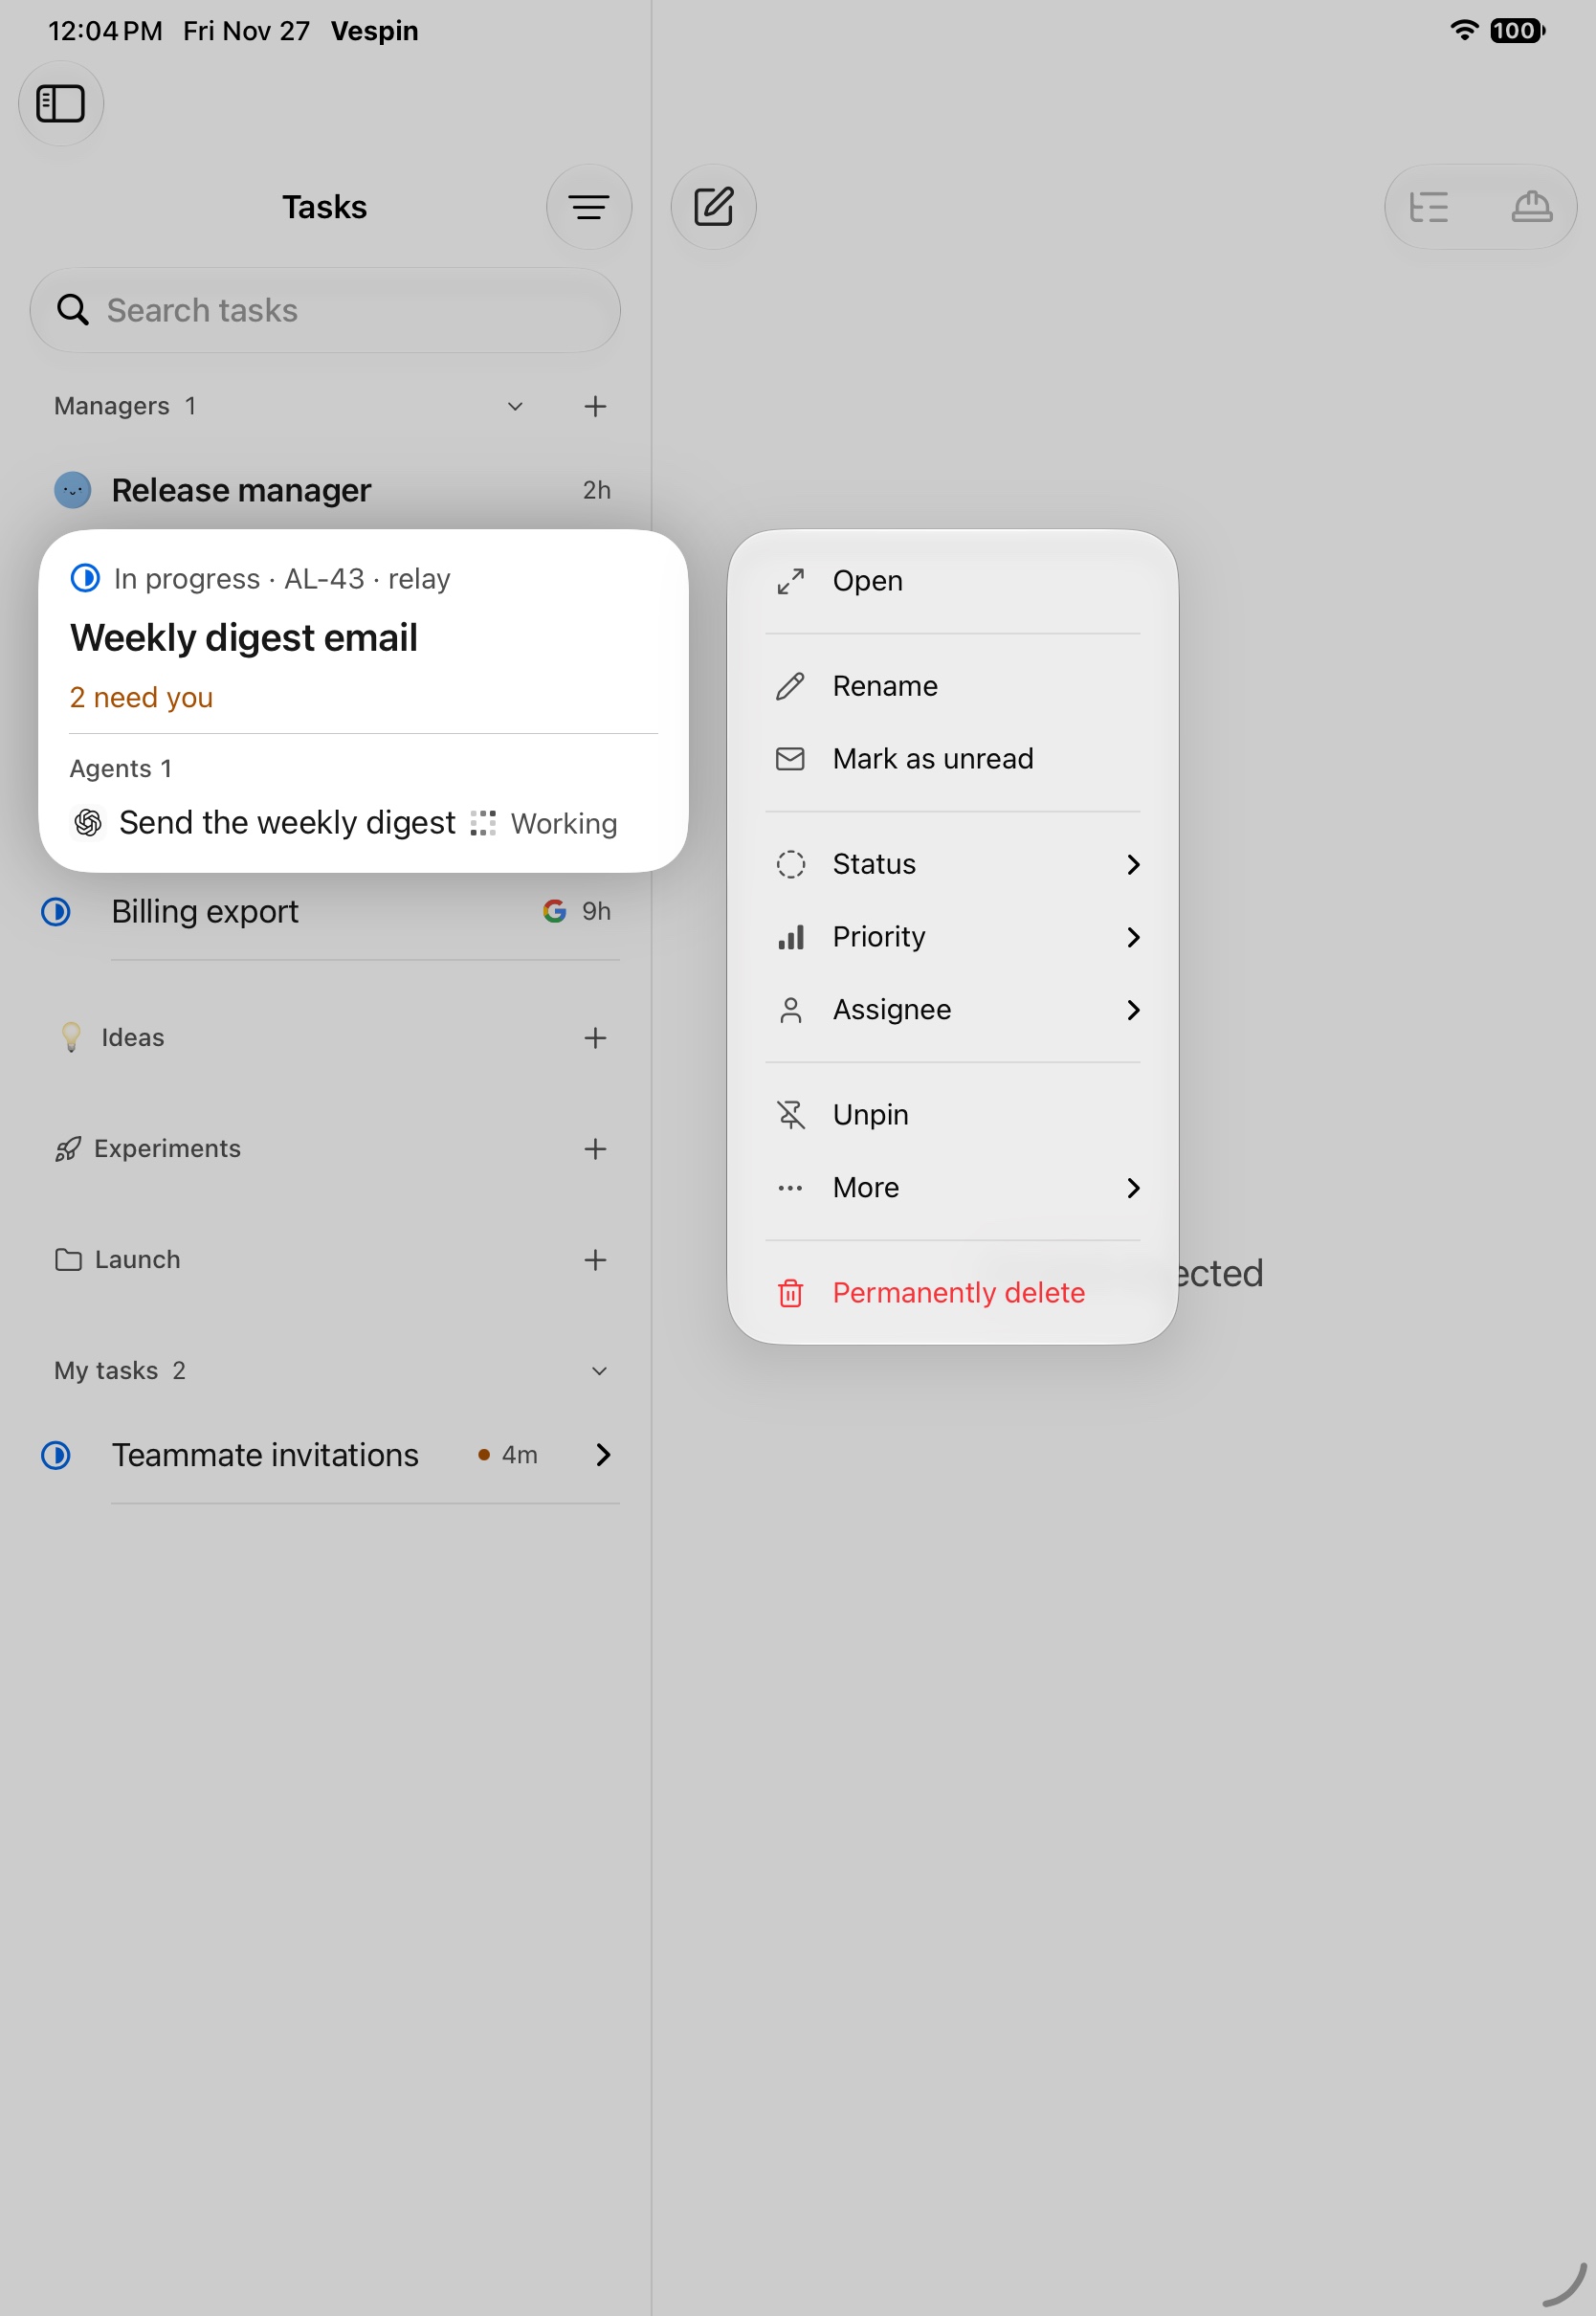 12:04 PM Fri Nov 27 Vespin
100
Tasks
Search tasks
Managers 1
Release manager 2h
In progress · AL-43 · relay
Weekly digest email
2 need you
Agents 1
Send the weekly digest Working
Billing export 9h
Ideas
Experiments
Launch
My tasks 2
Teammate invitations 4m
Open
Rename
Mark as unread
Status
Priority
Assignee
Unpin
More
Permanently delete